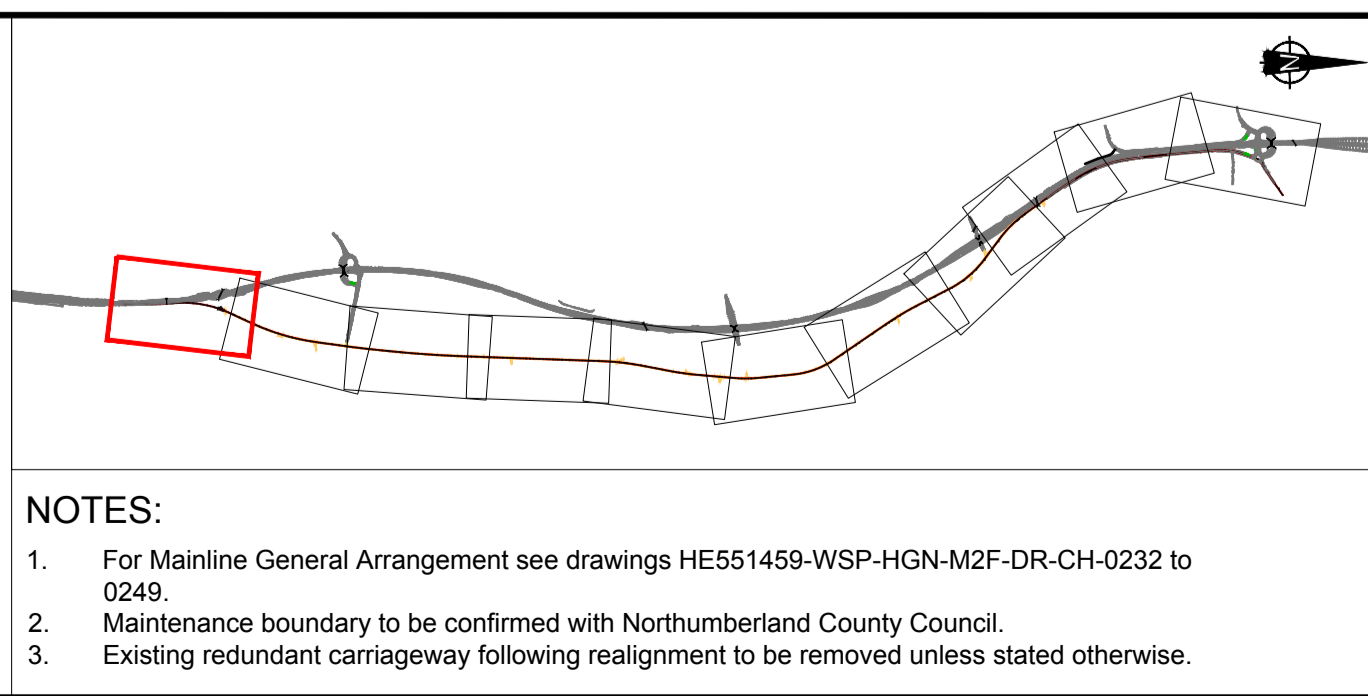 N
NOTES:
1. For Mainline General Arrangement see drawings HE551459-WSP-HGN-M2F-DR-CH-0232 to
0249.
2. Maintenance boundary to be confirmed with Northumberland County Council.
3. Existing redundant carriageway following realignment to be removed unless stated otherwise.